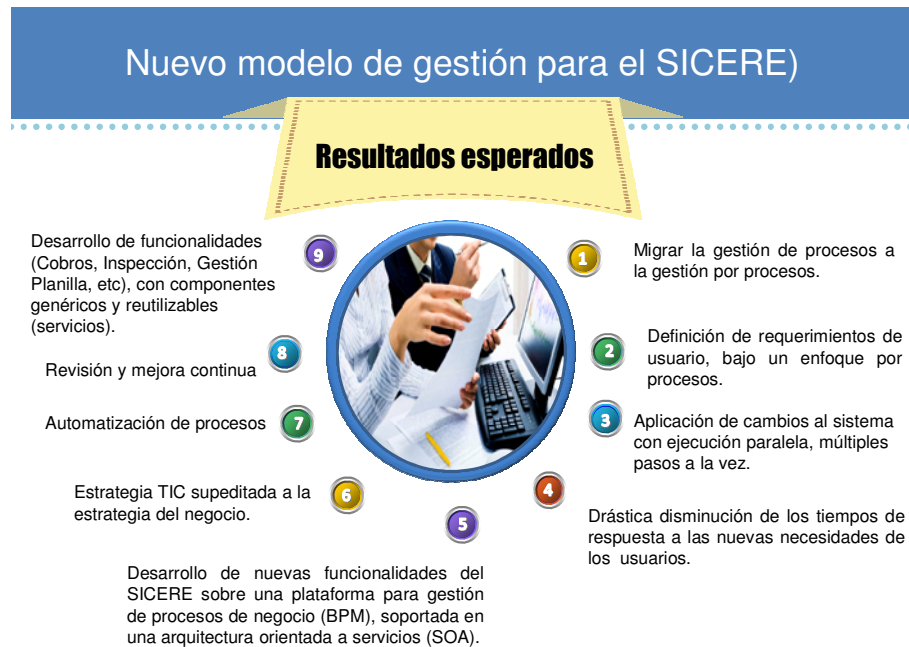 Nuevo modelo de gestión para el SICERE)
Resultados esperados
1
Migrar la gestión de procesos a
la gestión por procesos.
2
Definición de requerimientos de
usuario, bajo un enfoque por
procesos.
3
Aplicación de cambios al sistema
con ejecución paralela, múltiples
pasos a la vez.
4
Drástica disminución de los tiempos de
respuesta a las nuevas necesidades de
los usuarios.
5
Desarrollo de nuevas funcionalidades del
SICERE sobre una plataforma para gestión
de procesos de negocio (BPM), soportada en
una arquitectura orientada a servicios (SOA).
6
Estrategia TIC supeditada a la
estrategia del negocio.
7
Automatización de procesos
8
Revisión y mejora continua
9
Desarrollo de funcionalidades
(Cobros, Inspección, Gestión
Planilla, etc), con componentes
genéricos y reutilizables
(servicios).